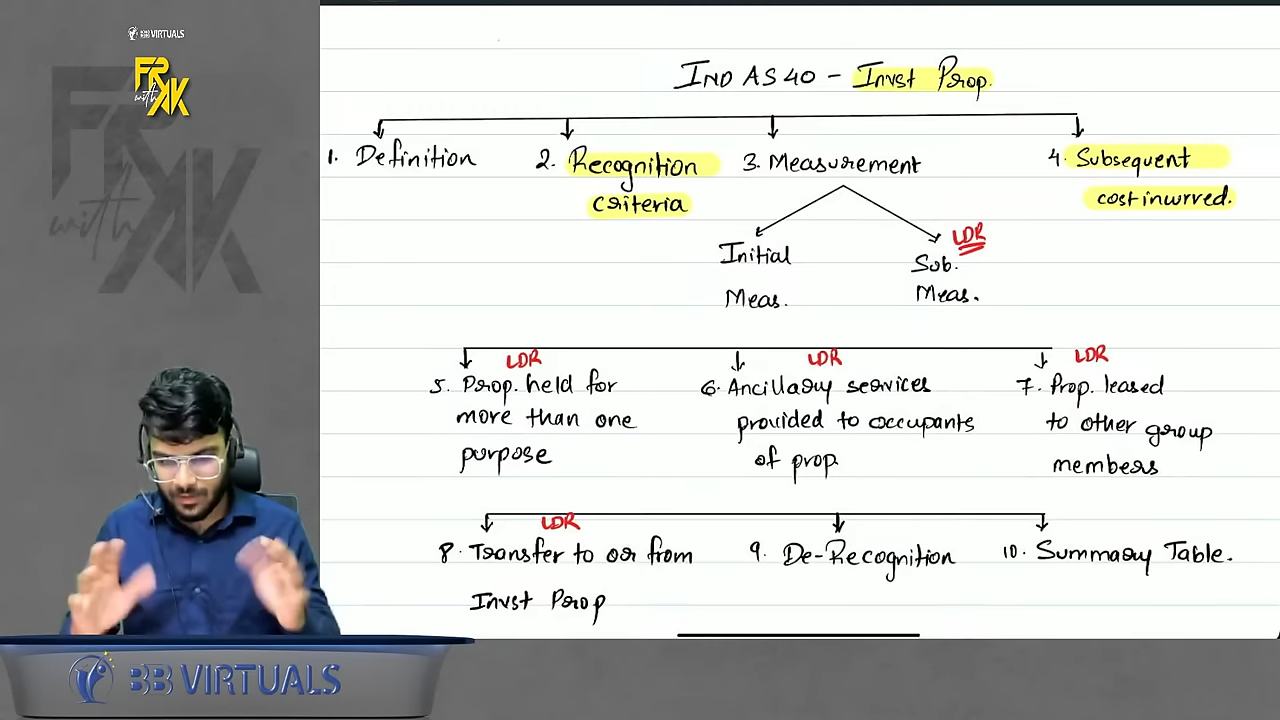 BB VIRTUALS
FR
with
AK
IND AS 40 - Invst Prop.
1. Definition
2. Recognition
criteria
3. Measurement
4. Subsequent
cost incurred.
Initial
Meas.
LDR
Sub.
Meas.
LDR
5. Prop. held for
more than one
purpose
LDR
6. Ancillary services
provided to occupants
of prop.
LDR
7. Prop. leased
to other group
members
LDR
8. Transfer to or from
Invst Prop
9. De-Recognition
10. Summary Table.
BB VIRTUALS